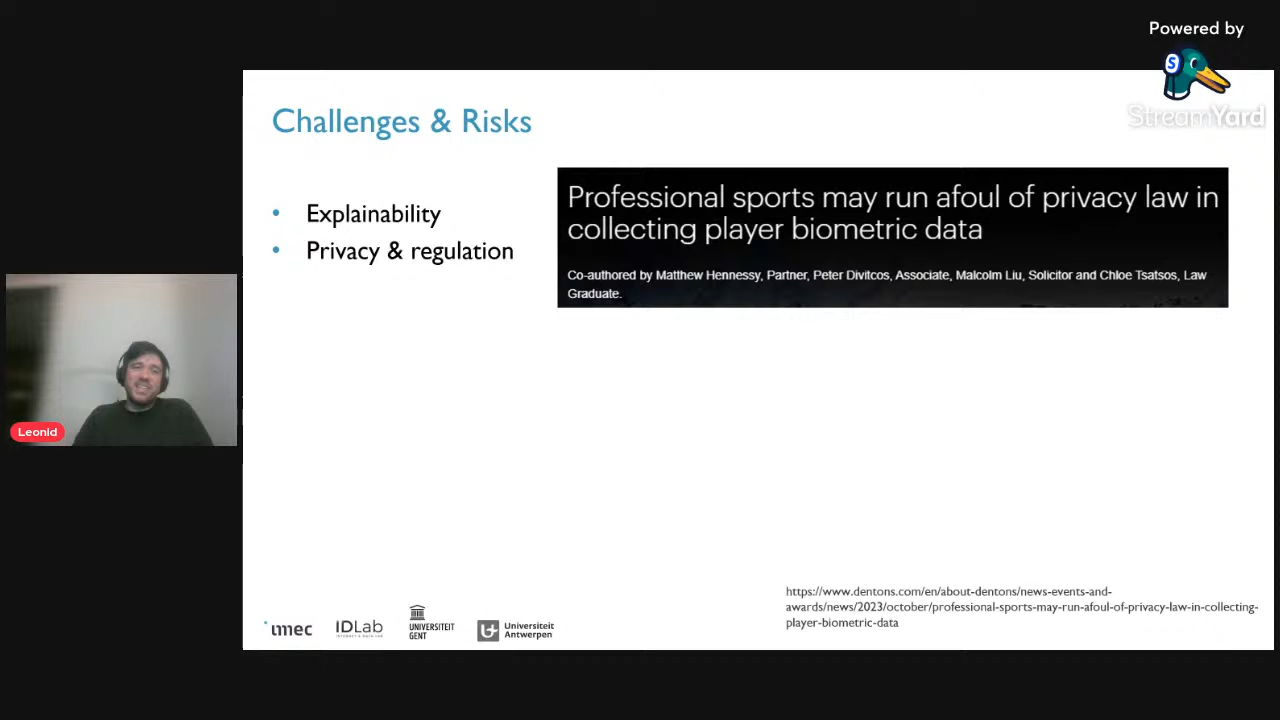 Powered by
S
StreamYard
Challenges & Risks
• Explainability
• Privacy & regulation
Professional sports may run afoul of privacy law in
collecting player biometric data
Co-authored by Matthew Hennessy, Partner, Peter Divitcos, Associate, Malcolm Liu, Solicitor and Chloe Tsatsos, Law
Graduate.
Leonid
https://www.dentons.com/en/about-dentons/news-events-and-
awards/news/2023/october/professional-sports-may-run-afoul-of-privacy-law-in-collecting-
player-biometric-data
imec
IDLab
INTERNET & DATA LAB
UNIVERSITEIT
GENT
Universiteit
Antwerpen